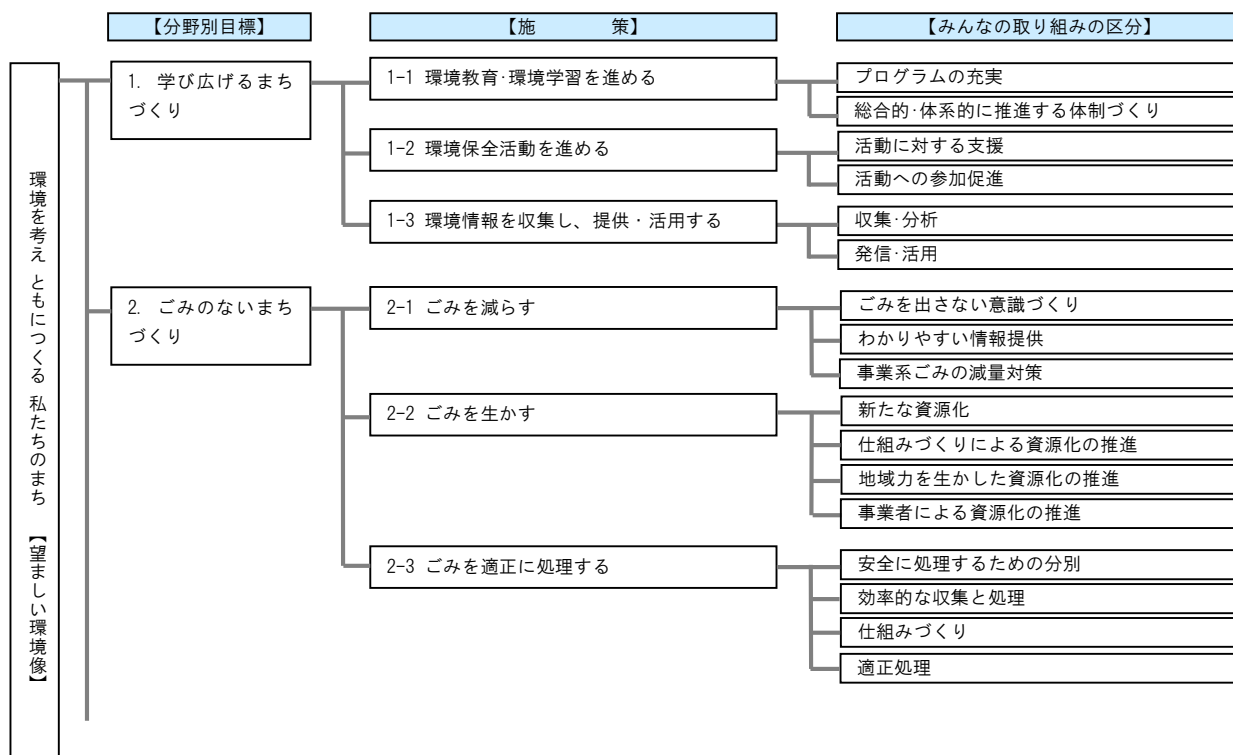 【分野別目標】
【施　　　策】
【みんなの取り組みの区分】
環境を考え ともにつくる 私たちのまち 【望ましい環境像】
1. 学び広げるまち
づくり
1-1 環境教育･環境学習を進める
プログラムの充実
総合的･体系的に推進する体制づくり
1-2 環境保全活動を進める
活動に対する支援
活動への参加促進
1-3 環境情報を収集し、提供・活用する
収集･分析
発信･活用
2. ごみのないまち
づくり
2-1 ごみを減らす
ごみを出さない意識づくり
わかりやすい情報提供
事業系ごみの減量対策
2-2 ごみを生かす
新たな資源化
仕組みづくりによる資源化の推進
地域力を生かした資源化の推進
事業者による資源化の推進
2-3 ごみを適正に処理する
安全に処理するための分別
効率的な収集と処理
仕組みづくり
適正処理